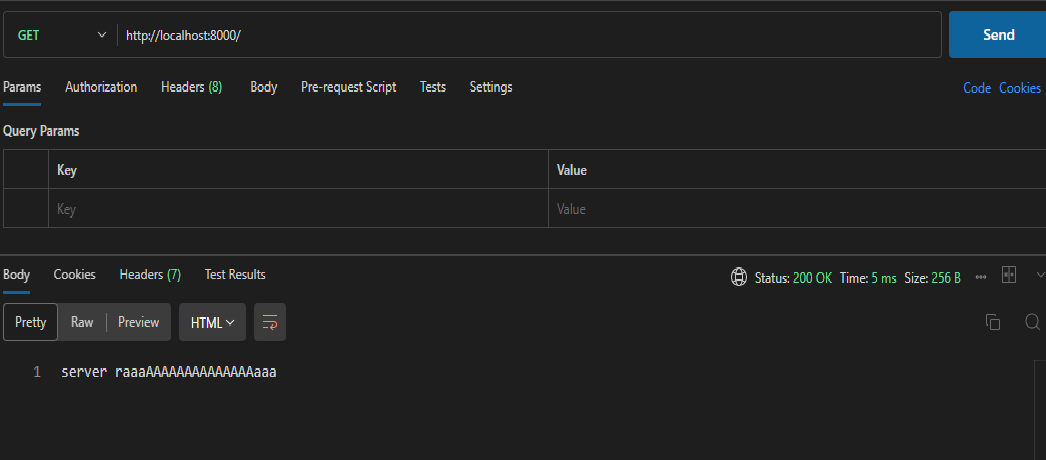 GET http://localhost:8000/ Send
Params Authorization Headers (8) Body Pre-request Script Tests Settings Code Cookies
Query Params
Key Value
Key Value
Body Cookies Headers (7) Test Results Status: 200 OK Time: 5 ms Size: 256 B
Pretty Raw Preview HTML
1 server raaaAAAAAAAAAAAAAAAaaa